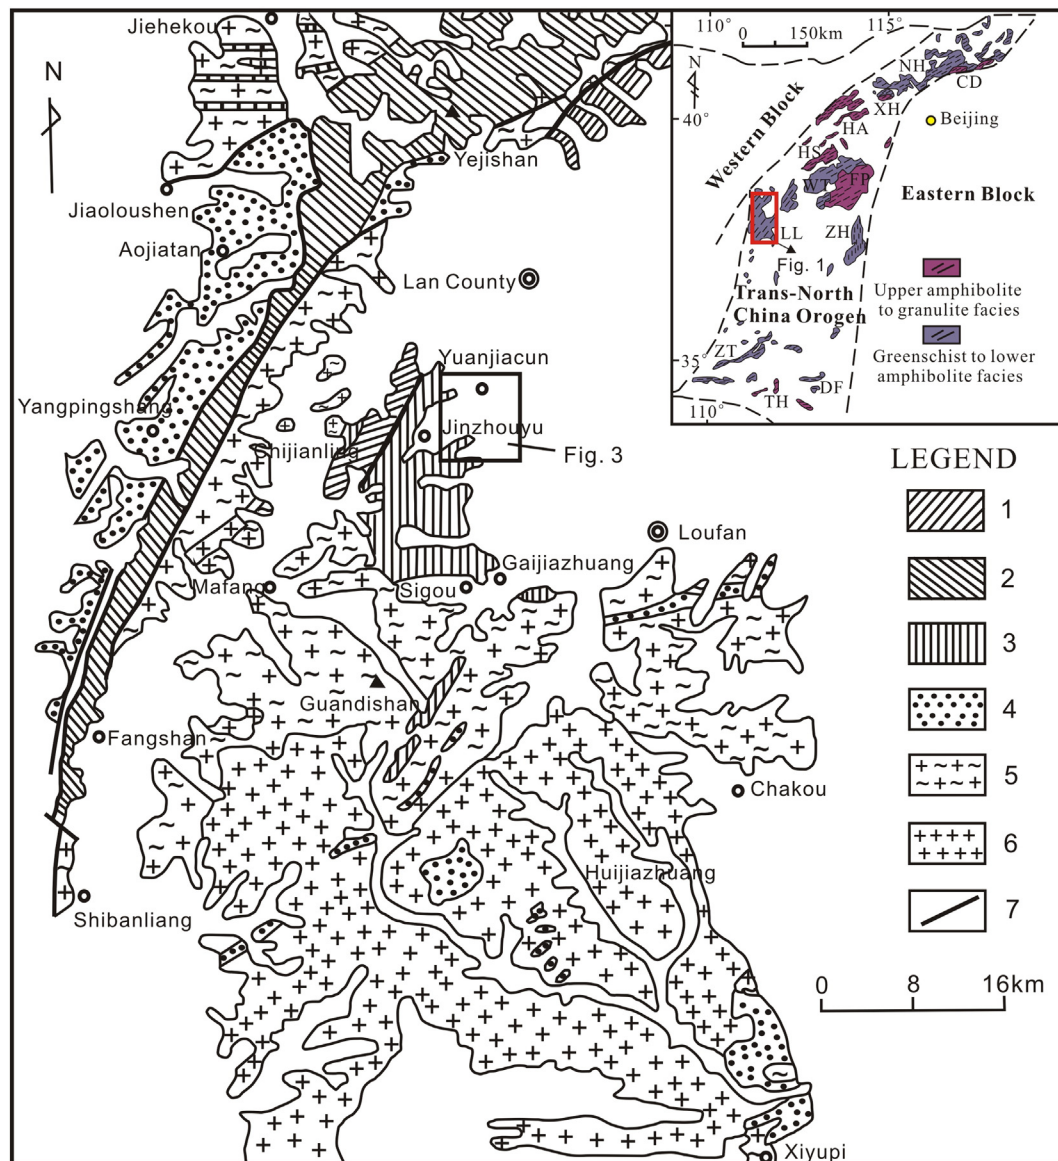 Jiehekou
N
Yejishan
Jiaoloushen
Aojiatan
Lan County
Yuanjiacun
Yangpingshang
Shijianling
Jinzhouyu
Fig. 3
Loufan
Gaijiazhuang
Mafang
Sigou
Guandishan
Fangshan
Chakou
Huijiazhuang
Shibanliang
Xiyupi
110°
115°
0 150km
N
40°
NH
CD
XH
HA
Beijing
Western Block
HS
WT
FP
Eastern Block
LL
ZH
Fig. 1
Trans-North
China Orogen
Upper amphibolite
to granulite facies
Greenschist to lower
amphibolite facies
ZT
35°
DF
TH
110°
LEGEND
1
2
3
4
5
6
7
0 8 16km